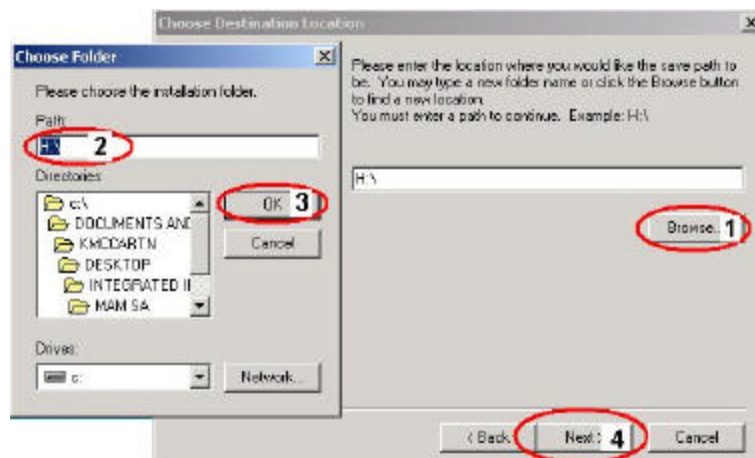 Choose Destination Location
Choose Folder
Please choose the installation folder.
Path:
H:\
2
Directories:
c:\
DOCUMENTS AND
KMCCARTN
DESKTOP
INTEGRATED I
MAM SA
OK
3
Cancel
Drives:
c:
Network...
Please enter the location where you would like the save path to
be. You may type a new folder name or click the Browse button
to find a new location.
You must enter a path to continue. Example: H:\
H:\
Browse..
1
< Back
Next >
4
Cancel